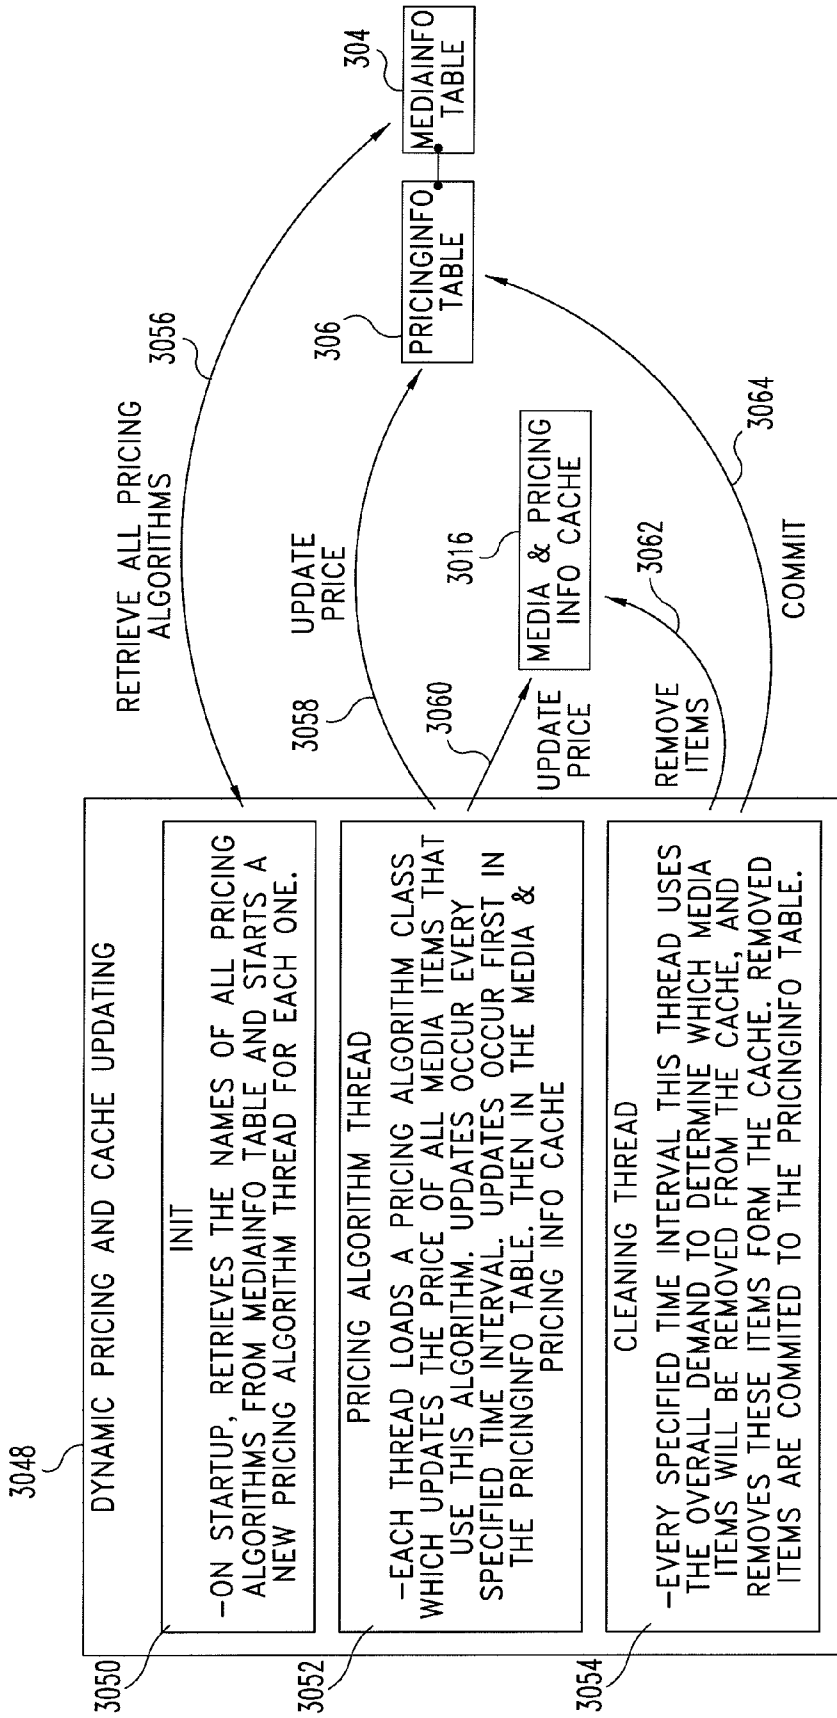 3048
DYNAMIC PRICING AND CACHE UPDATING
3050
INIT
-ON STARTUP, RETRIEVES THE NAMES OF ALL PRICING
ALGORITHMS FROM MEDIAINFO TABLE AND STARTS A
NEW PRICING ALGORITHM THREAD FOR EACH ONE.
3052
PRICING ALGORITHM THREAD
-EACH THREAD LOADS A PRICING ALGORITHM CLASS
WHICH UPDATES THE PRICE OF ALL MEDIA ITEMS THAT
USE THIS ALGORITHM. UPDATES OCCUR EVERY
SPECIFIED TIME INTERVAL. UPDATES OCCUR FIRST IN
THE PRICINGINFO TABLE, THEN IN THE MEDIA &
PRICING INFO CACHE
3054
CLEANING THREAD
-EVERY SPECIFIED TIME INTERVAL THIS THREAD USES
THE OVERALL DEMAND TO DETERMINE WHICH MEDIA
ITEMS WILL BE REMOVED FROM THE CACHE, AND
REMOVES THESE ITEMS FORM THE CACHE. REMOVED
ITEMS ARE COMMITED TO THE PRICINGINFO TABLE.
RETRIEVE ALL PRICING
ALGORITHMS
3056
UPDATE
PRICE
3058
3060
UPDATE
PRICE
REMOVE
ITEMS
3062
COMMIT
3064
3016
MEDIA & PRICING
INFO CACHE
306
PRICINGINFO
TABLE
304
MEDIAINFO
TABLE